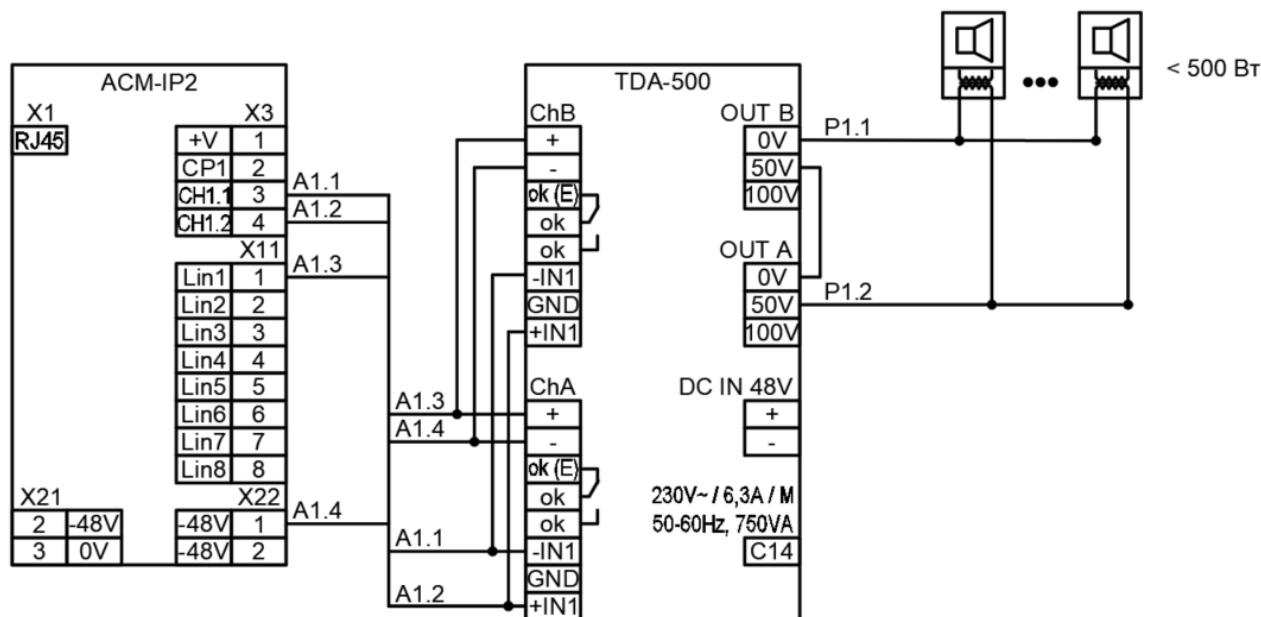 ACM-IP2
X1
RJ45
X3
+V 1
CP1 2
CH1.1 3
CH1.2 4
X11
Lin1 1
Lin2 2
Lin3 3
Lin4 4
Lin5 5
Lin6 6
Lin7 7
Lin8 8
X21
2 -48V
3 0V
X22
-48V 1
-48V 2
A1.1
A1.2
A1.3
A1.4
A1.3
A1.4
A1.1
A1.2
TDA-500
ChB
+
-
ok (E)
ok
ok
-IN1
GND
+IN1
ChA
+
-
ok (E)
ok
ok
-IN1
GND
+IN1
OUT B
0V
50V
100V
OUT A
0V
50V
100V
DC IN 48V
+
-
230V~ / 6,3A / M
50-60Hz, 750VA
C14
P1.1
P1.2
< 500 Вт